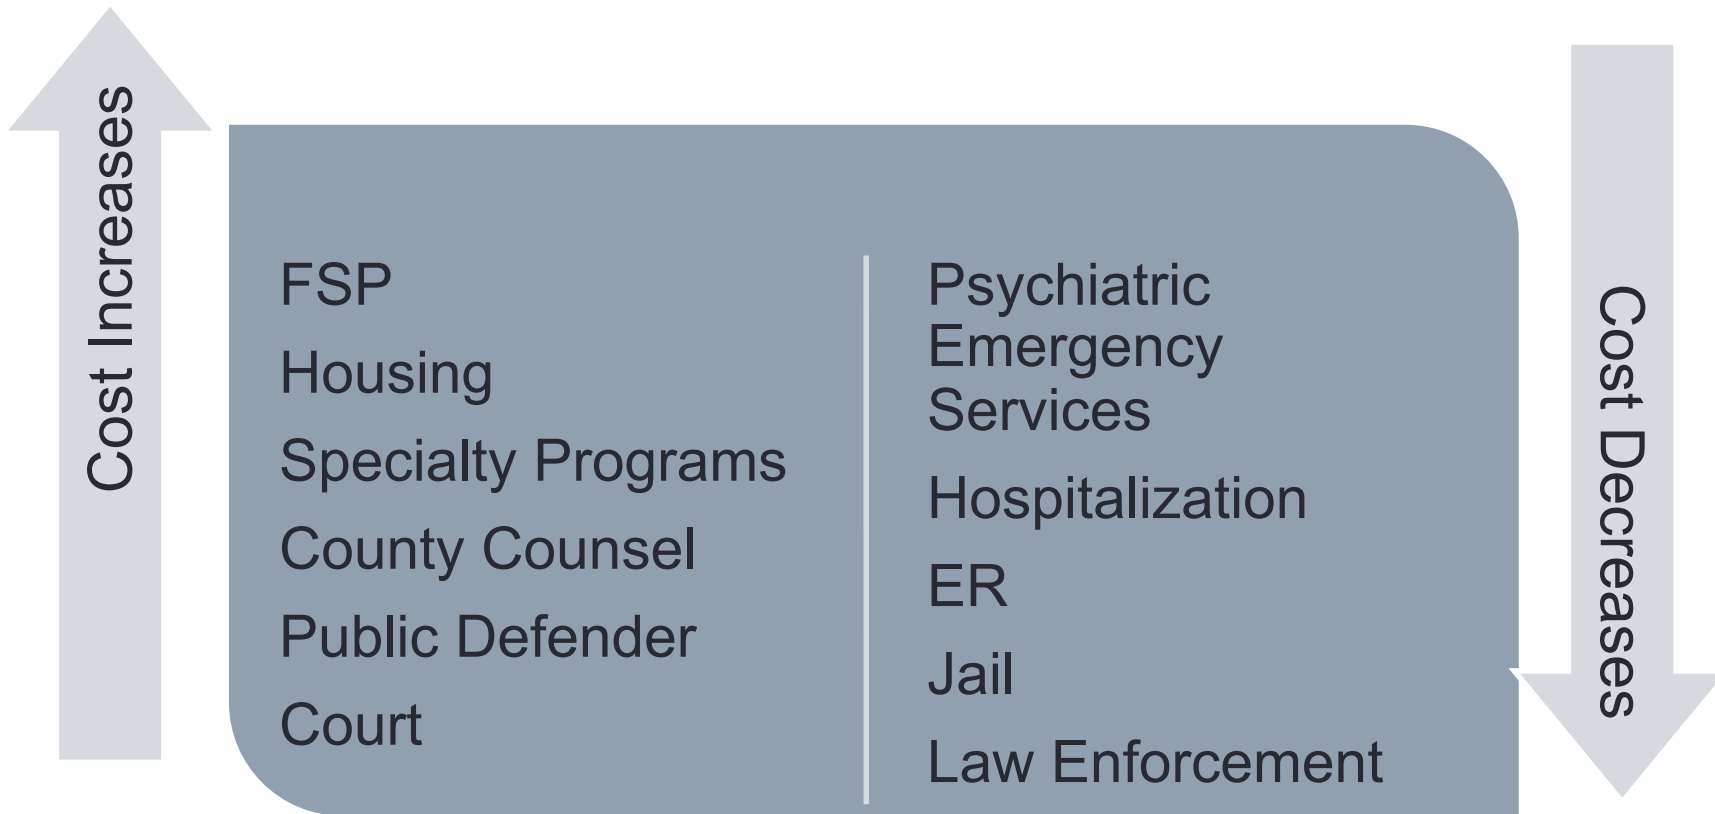 Cost Increases
FSP
Housing
Specialty Programs
County Counsel
Public Defender
Court
Psychiatric
Emergency
Services
Hospitalization
ER
Jail
Law Enforcement
Cost Decreases